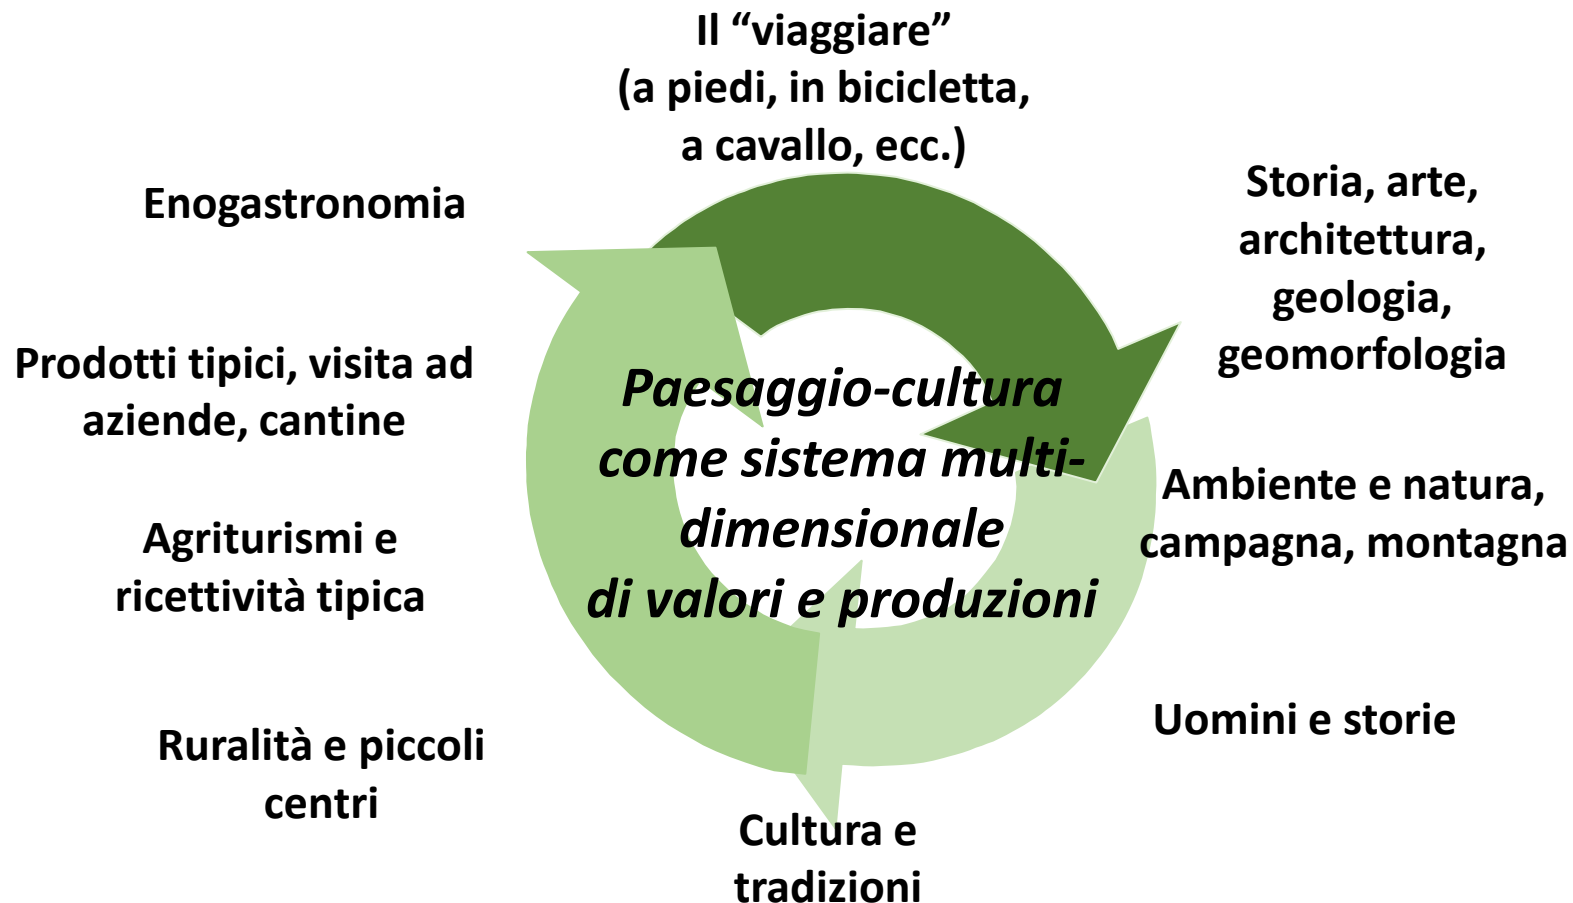 Il “viaggiare”
(a piedi, in bicicletta,
a cavallo, ecc.)
Storia, arte,
architettura,
geologia,
geomorfologia
Ambiente e natura,
campagna, montagna
Uomini e storie
Cultura e
tradizioni
Ruralità e piccoli
centri
Agriturismi e
ricettività tipica
Prodotti tipici, visita ad
aziende, cantine
Enogastronomia
Paesaggio-cultura
come sistema multi-
dimensionale
di valori e produzioni